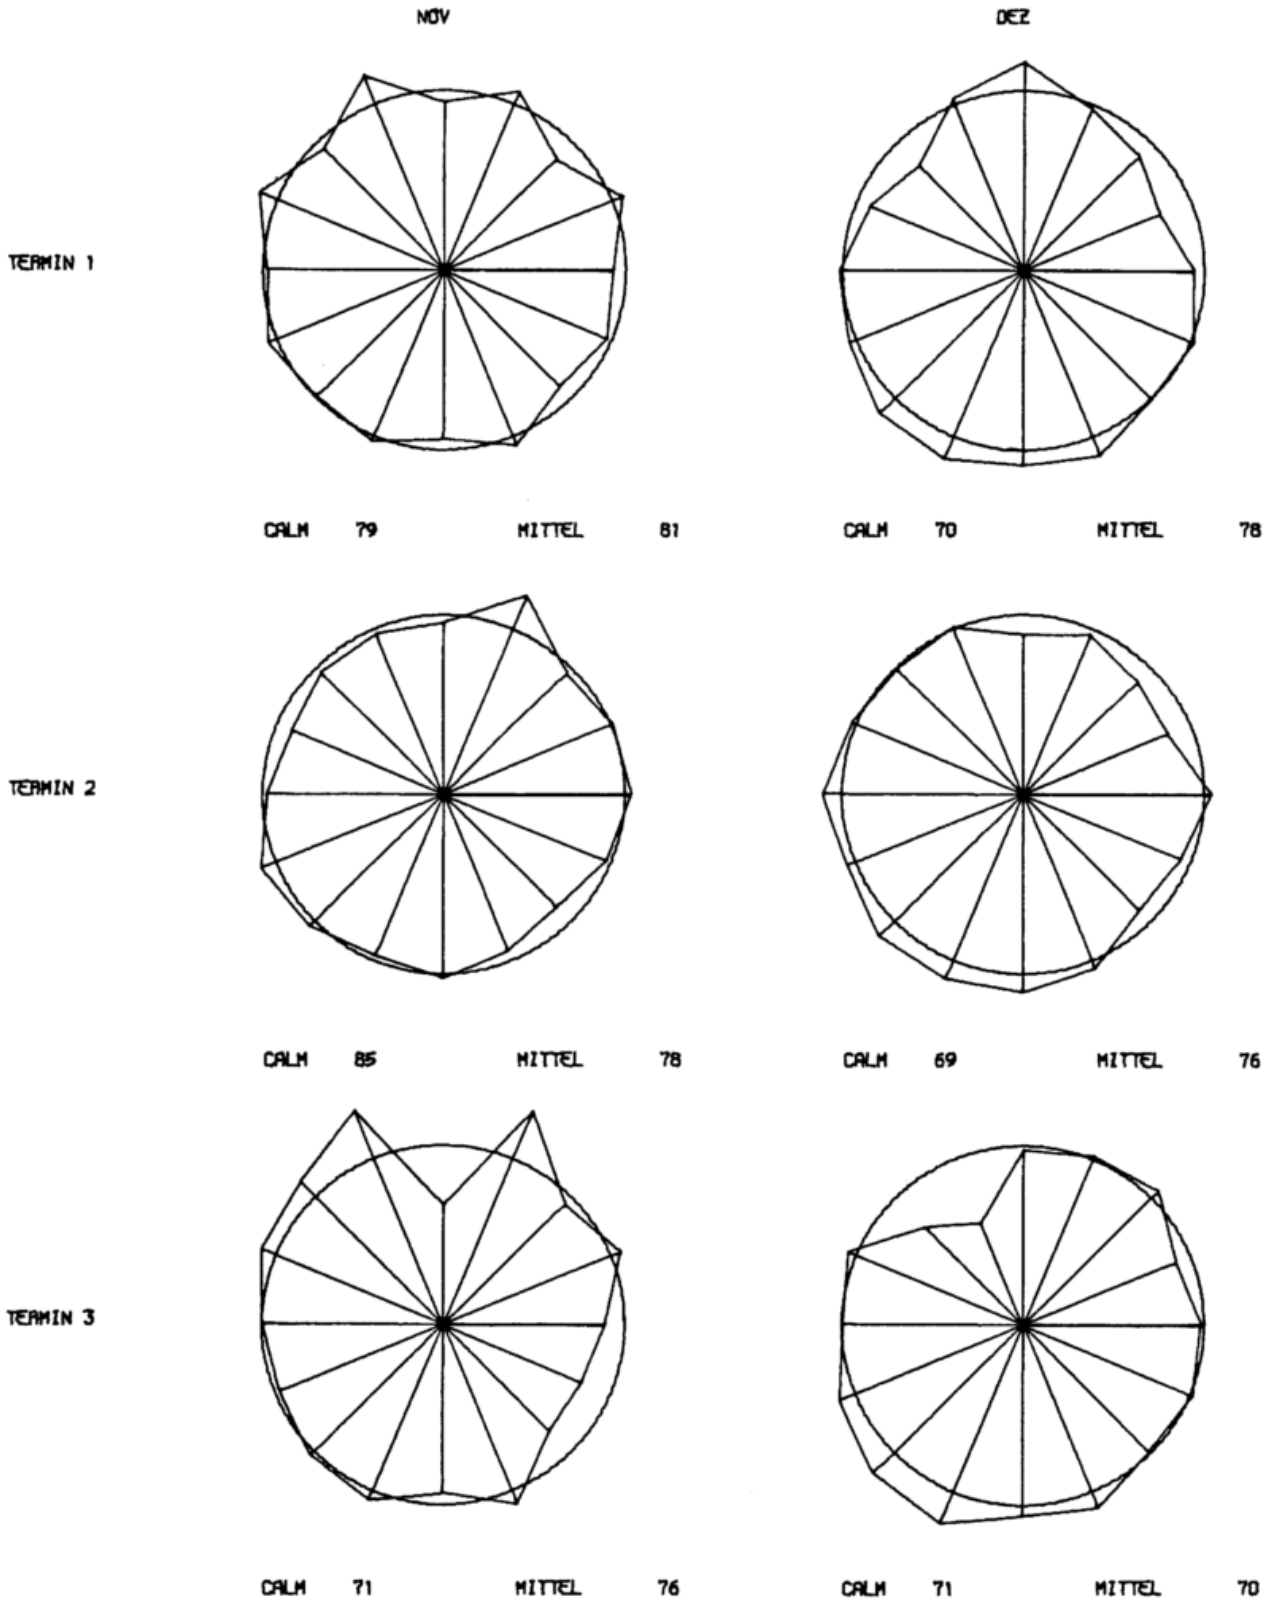 NOV DEZ
TERMIN 1
CALM 79 MITTEL 81 CALM 70 MITTEL 78
TERMIN 2
CALM 85 MITTEL 78 CALM 69 MITTEL 76
TERMIN 3
CALM 71 MITTEL 76 CALM 71 MITTEL 70